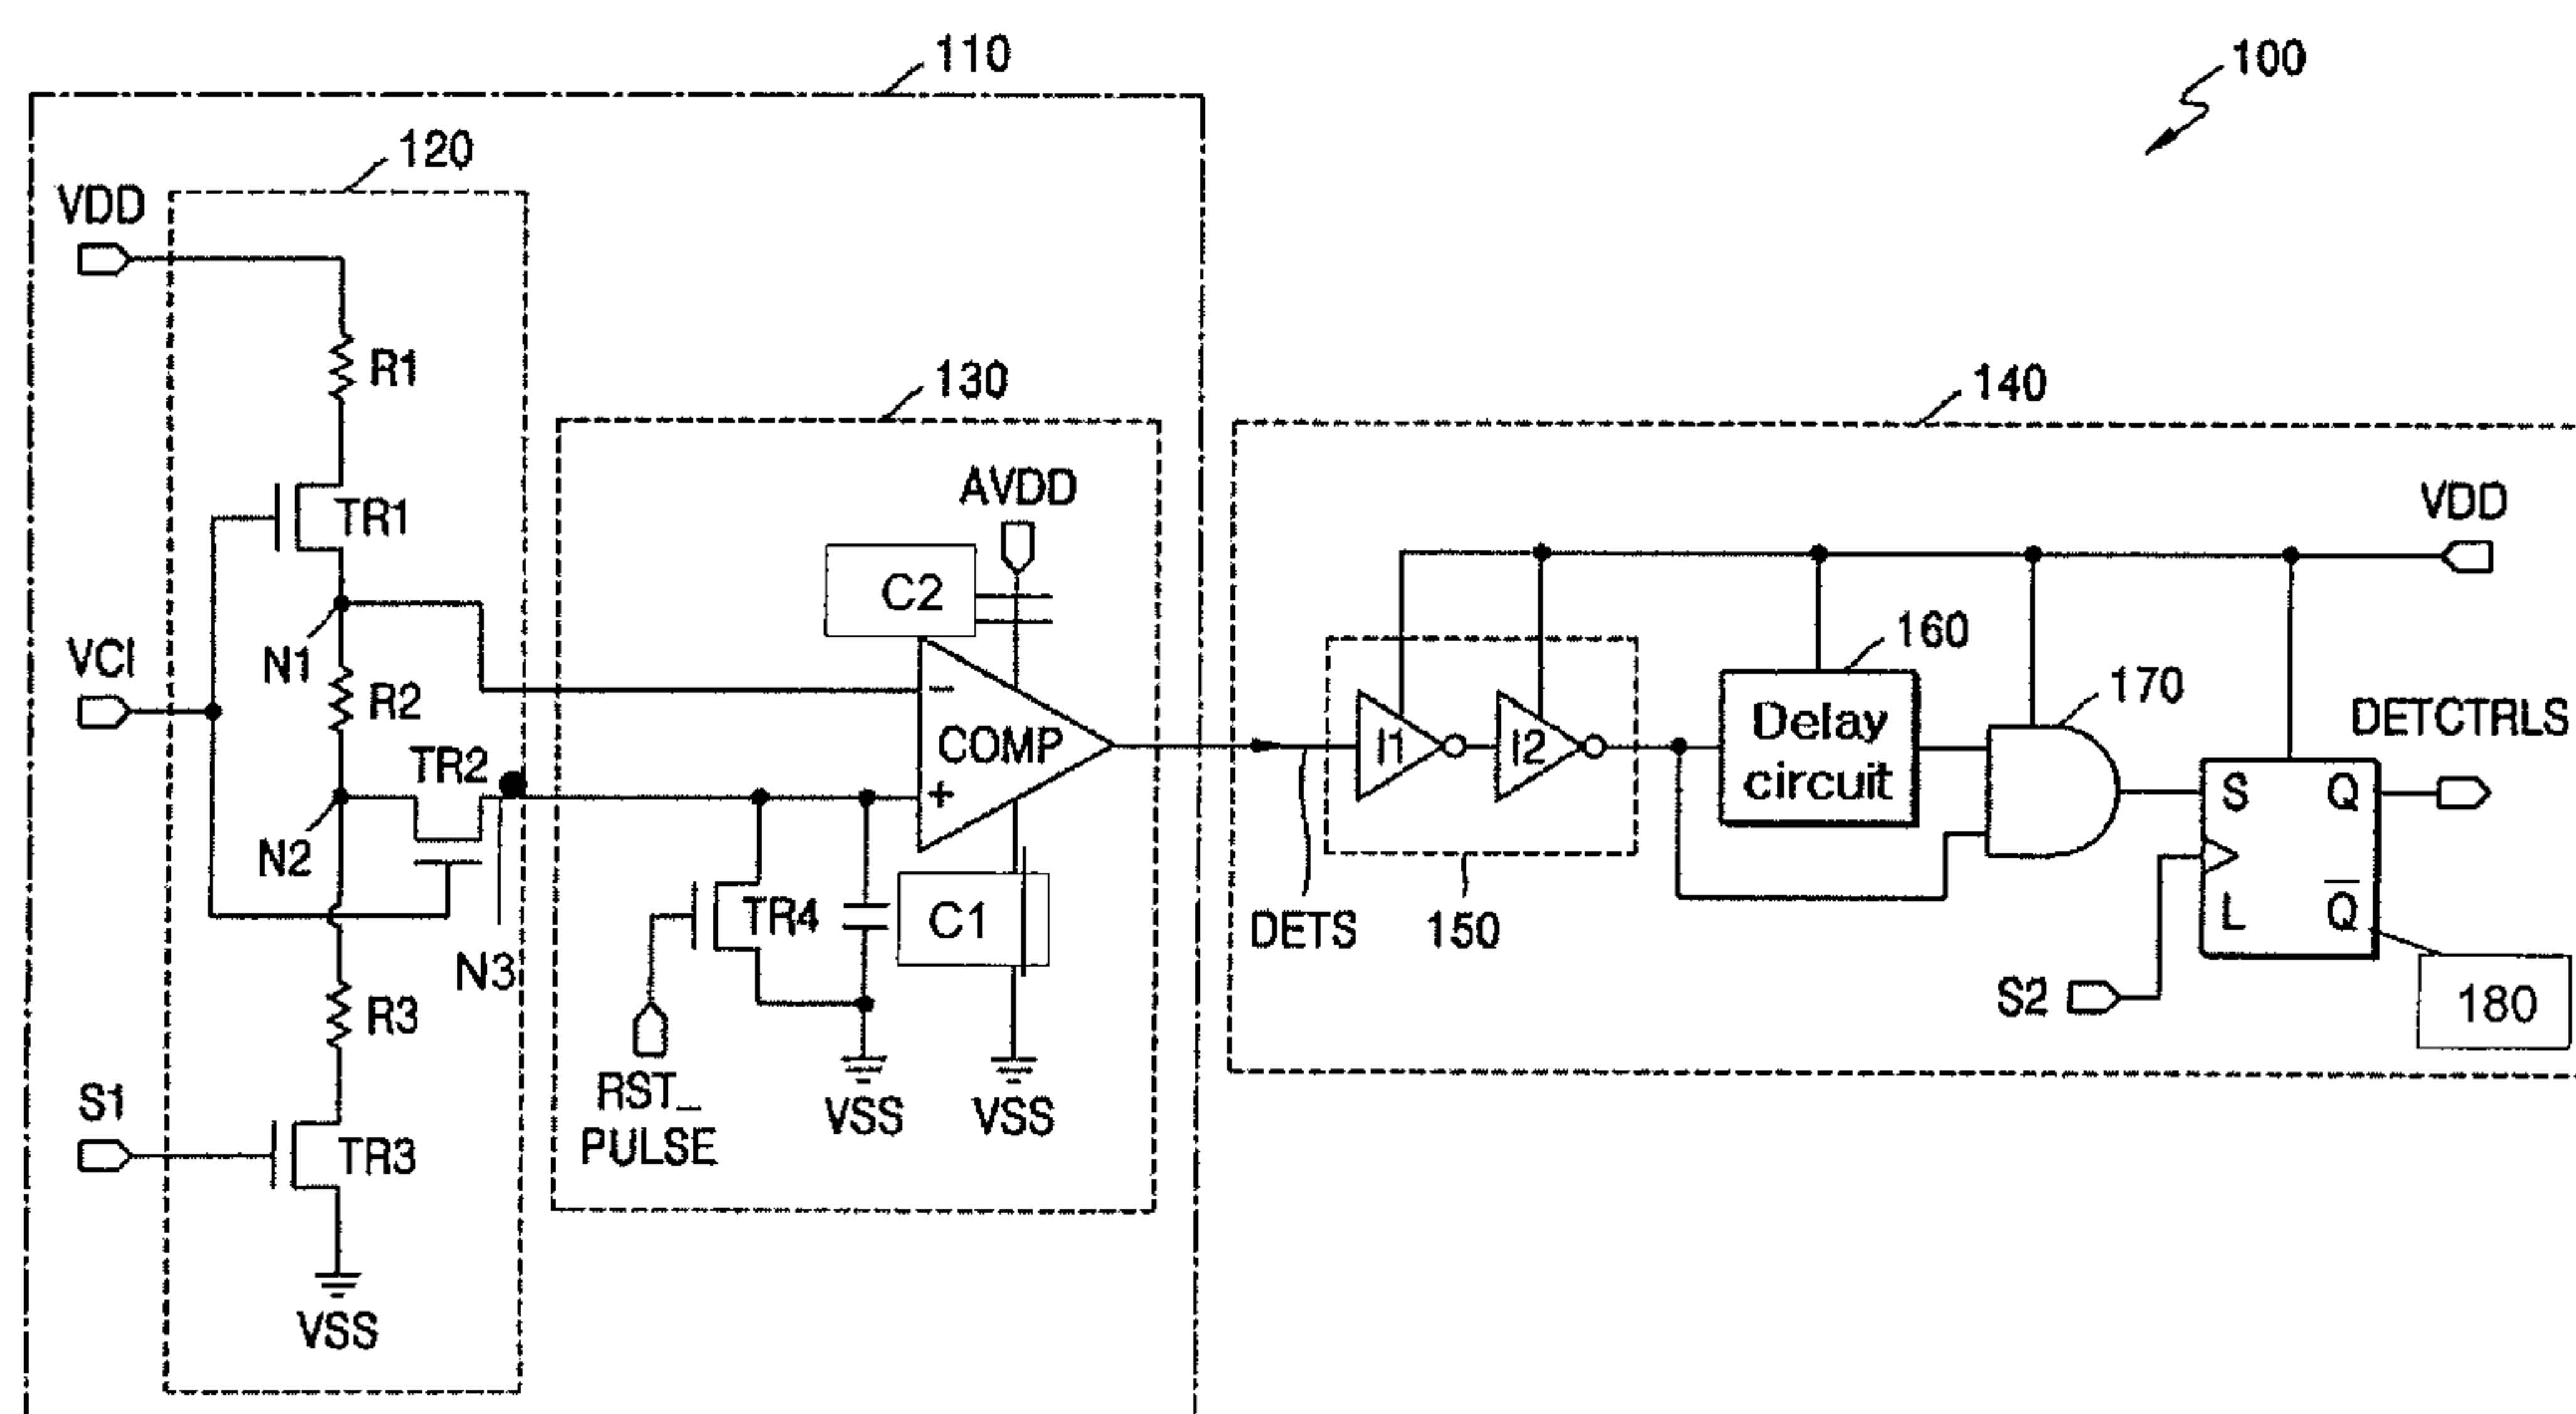 100
110
120
VDD
R1
130
140
TR1
AVDD
VDD
C2
VCI
N1
R2
160
170
DETCTRLS
TR2
COMP
-
+
I1
I2
Delay
circuit
S
Q
N2
TR4
C1
DETS
150
L
Q̅
N3
R3
S2
180
S1
RST_
PULSE
VSS
VSS
TR3
VSS